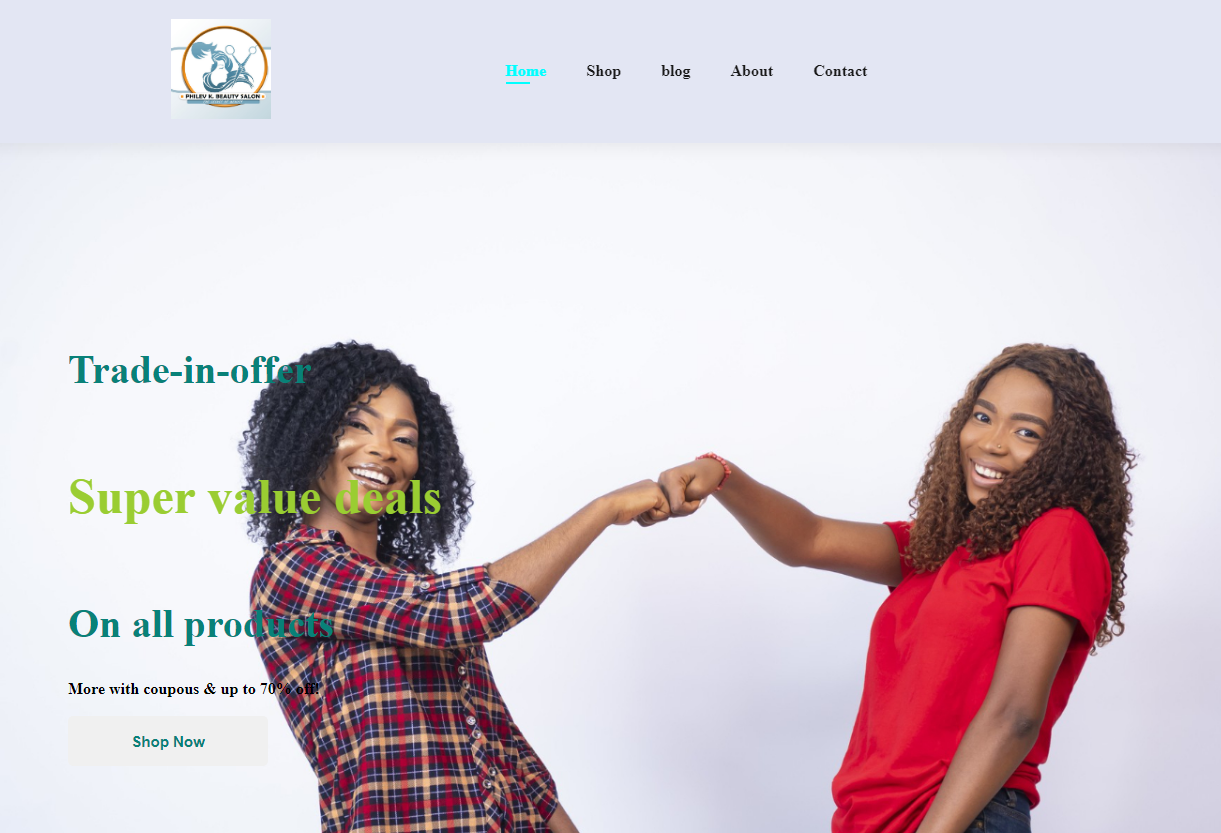 PHILEV K. BEAUTY SALON
Home
Shop
blog
About
Contact
Trade-in-offer
Super value deals
On all products
More with coupous & up to 70% off!
Shop Now